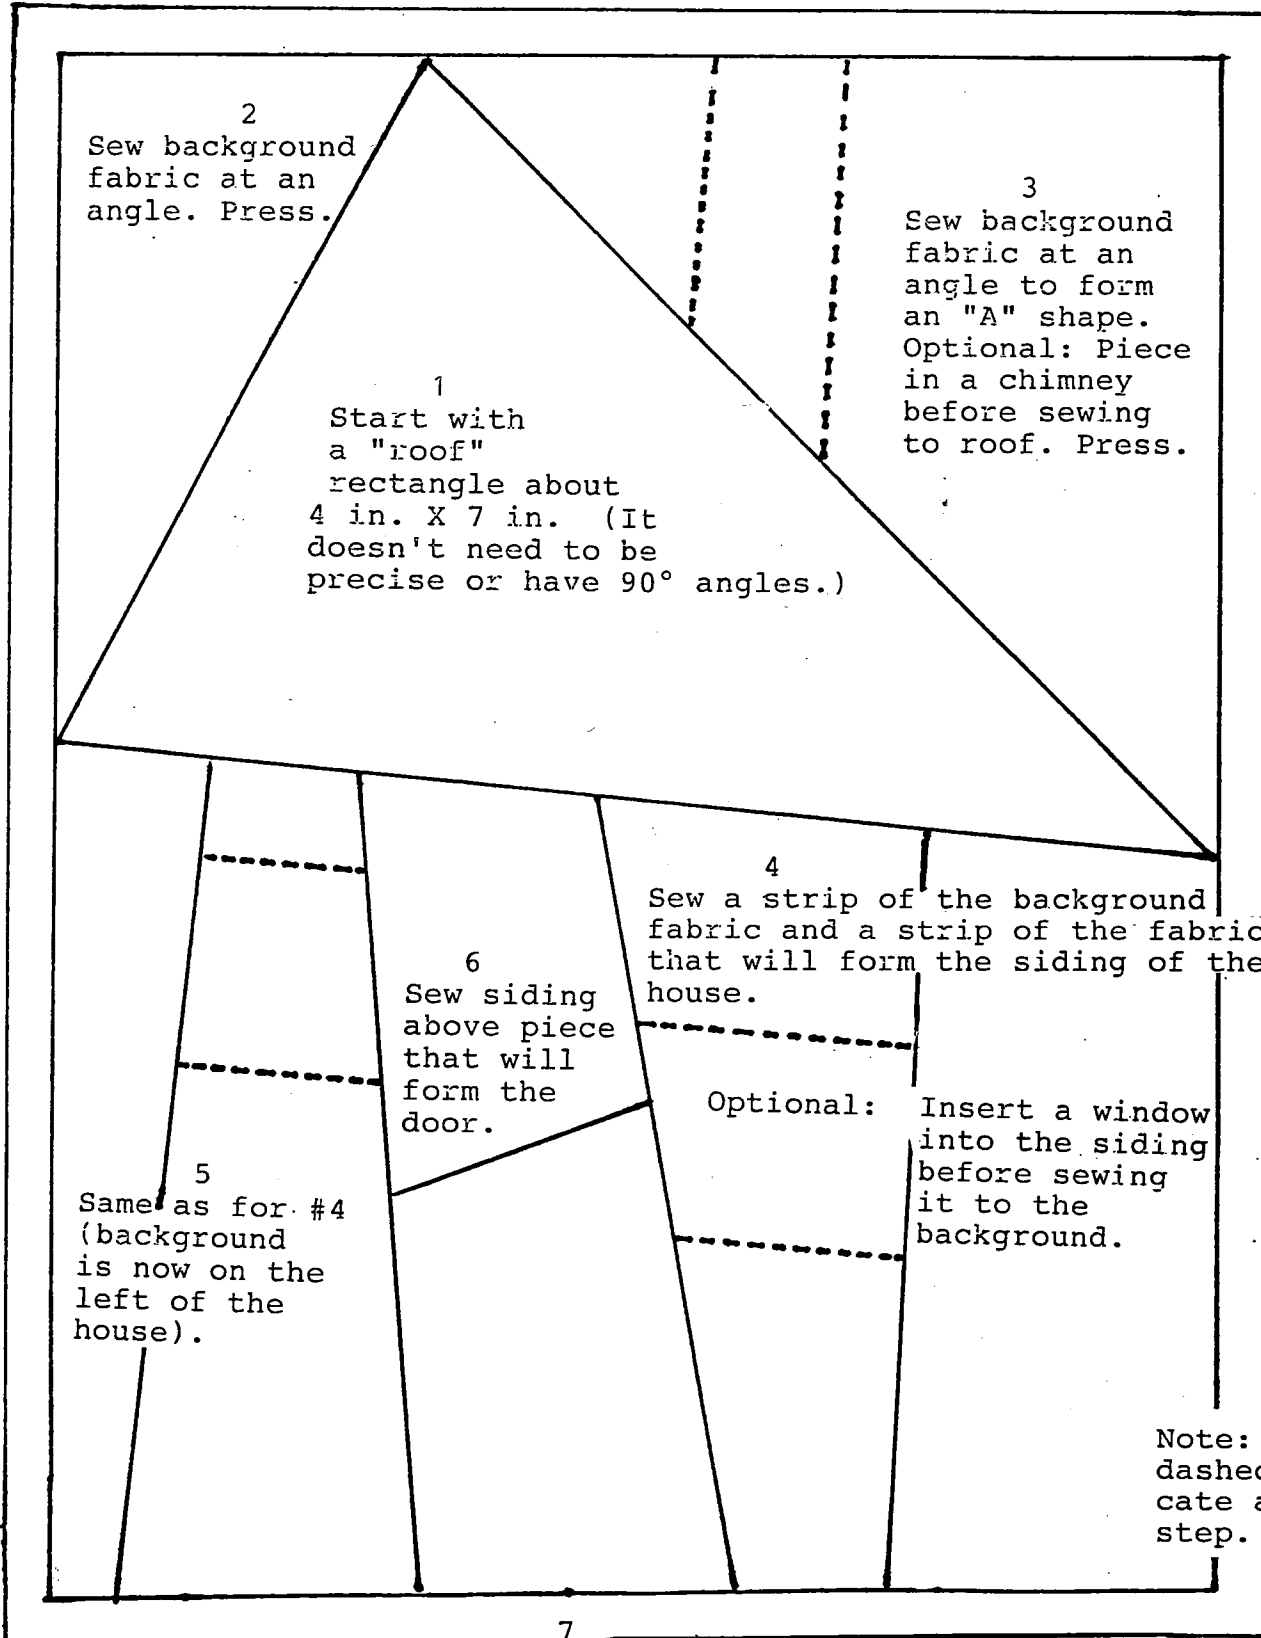 2
Sew background
fabric at an
angle. Press.
3
Sew background
fabric at an
angle to form
an "A" shape.
Optional: Piece
in a chimney
before sewing
to roof. Press.
1
Start with
a "roof"
rectangle about
4 in. X 7 in. (It
doesn't need to be
precise or have 90° angles.)
4
Sew a strip of the background
fabric and a strip of the fabric
that will form the siding of the
house.
Optional: Insert a window
into the siding
before sewing
it to the
background.
6
Sew siding
above piece
that will
form the
door.
5
Same as for #4
(background
is now on the
left of the
house).
Note:
dashed
cate a
step.
7